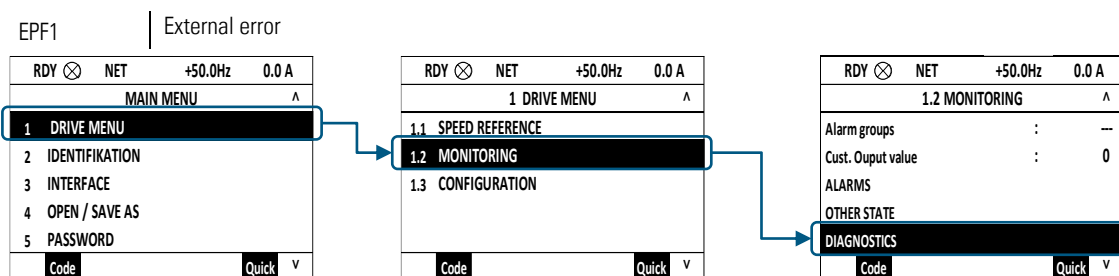 EPF1 External error
RDY NET +50.0Hz 0.0 A
MAIN MENU ˄
1 DRIVE MENU
2 IDENTIFIKATION
3 INTERFACE
4 OPEN / SAVE AS
5 PASSWORD
Code Quick ˅
RDY NET +50.0Hz 0.0 A
1 DRIVE MENU ˄
1.1 SPEED REFERENCE
1.2 MONITORING
1.3 CONFIGURATION
Code Quick ˅
RDY NET +50.0Hz 0.0 A
1.2 MONITORING ˄
Alarm groups : ---
Cust. Ouput value : 0
ALARMS
OTHER STATE
DIAGNOSTICS
Code Quick ˅